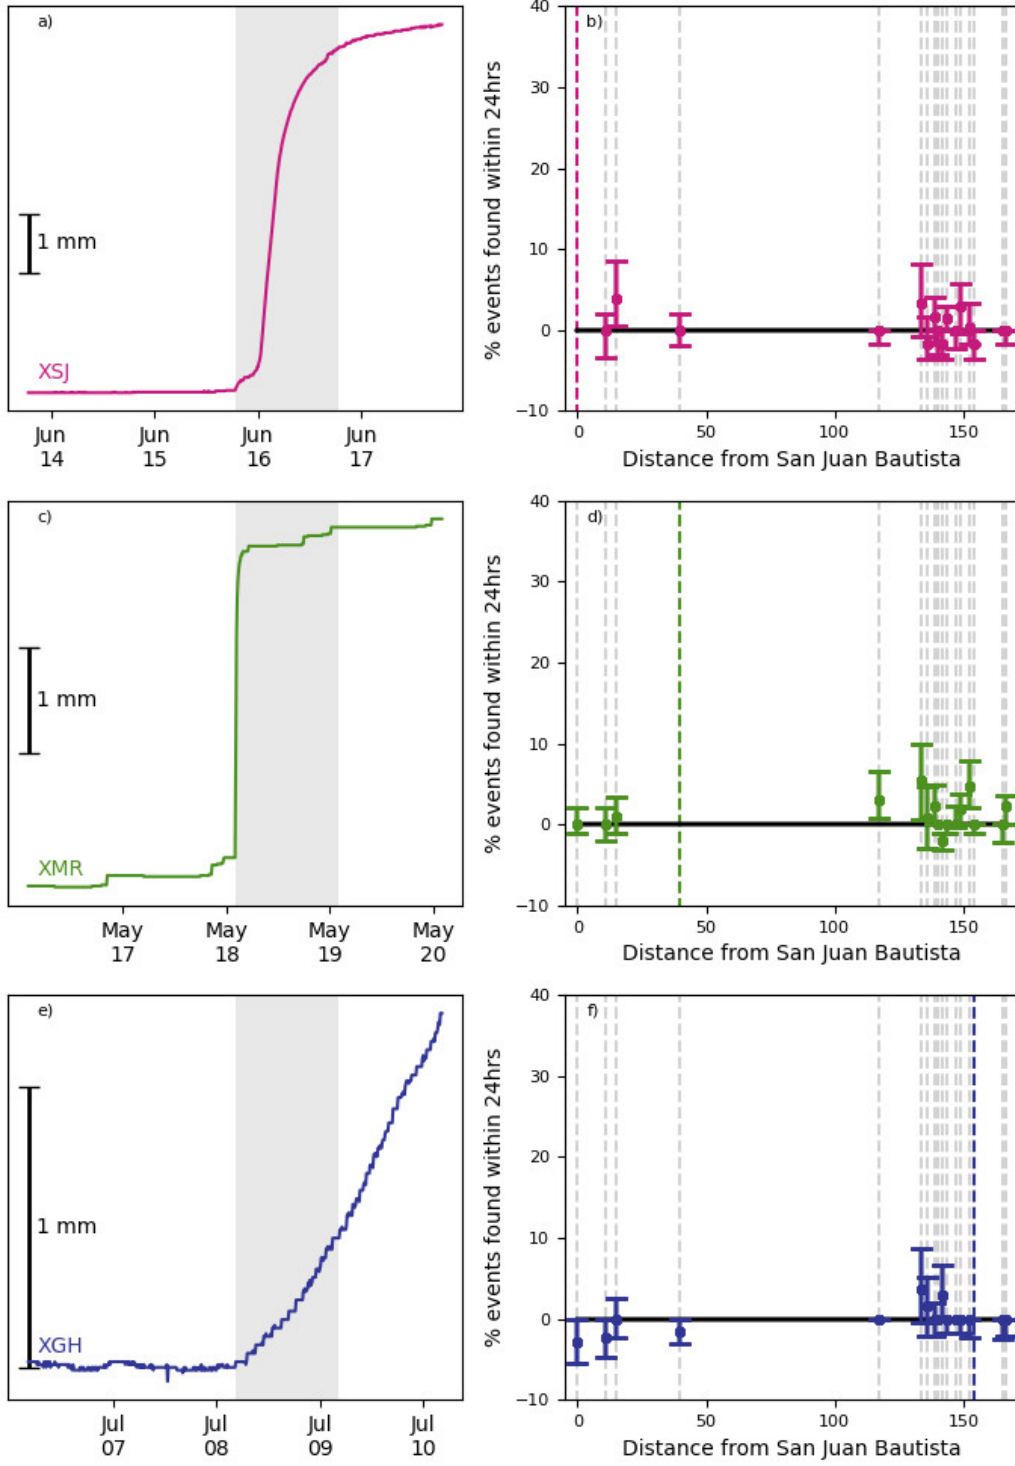 a)
1 mm
XSJ
Jun 14
Jun 15
Jun 16
Jun 17
b)
% events found within 24hrs
40
30
20
10
0
−10
0 50 100 150
Distance from San Juan Bautista
c)
1 mm
XMR
May 17
May 18
May 19
May 20
d)
% events found within 24hrs
40
30
20
10
0
−10
0 50 100 150
Distance from San Juan Bautista
e)
1 mm
XGH
Jul 07
Jul 08
Jul 09
Jul 10
f)
% events found within 24hrs
40
30
20
10
0
−10
0 50 100 150
Distance from San Juan Bautista